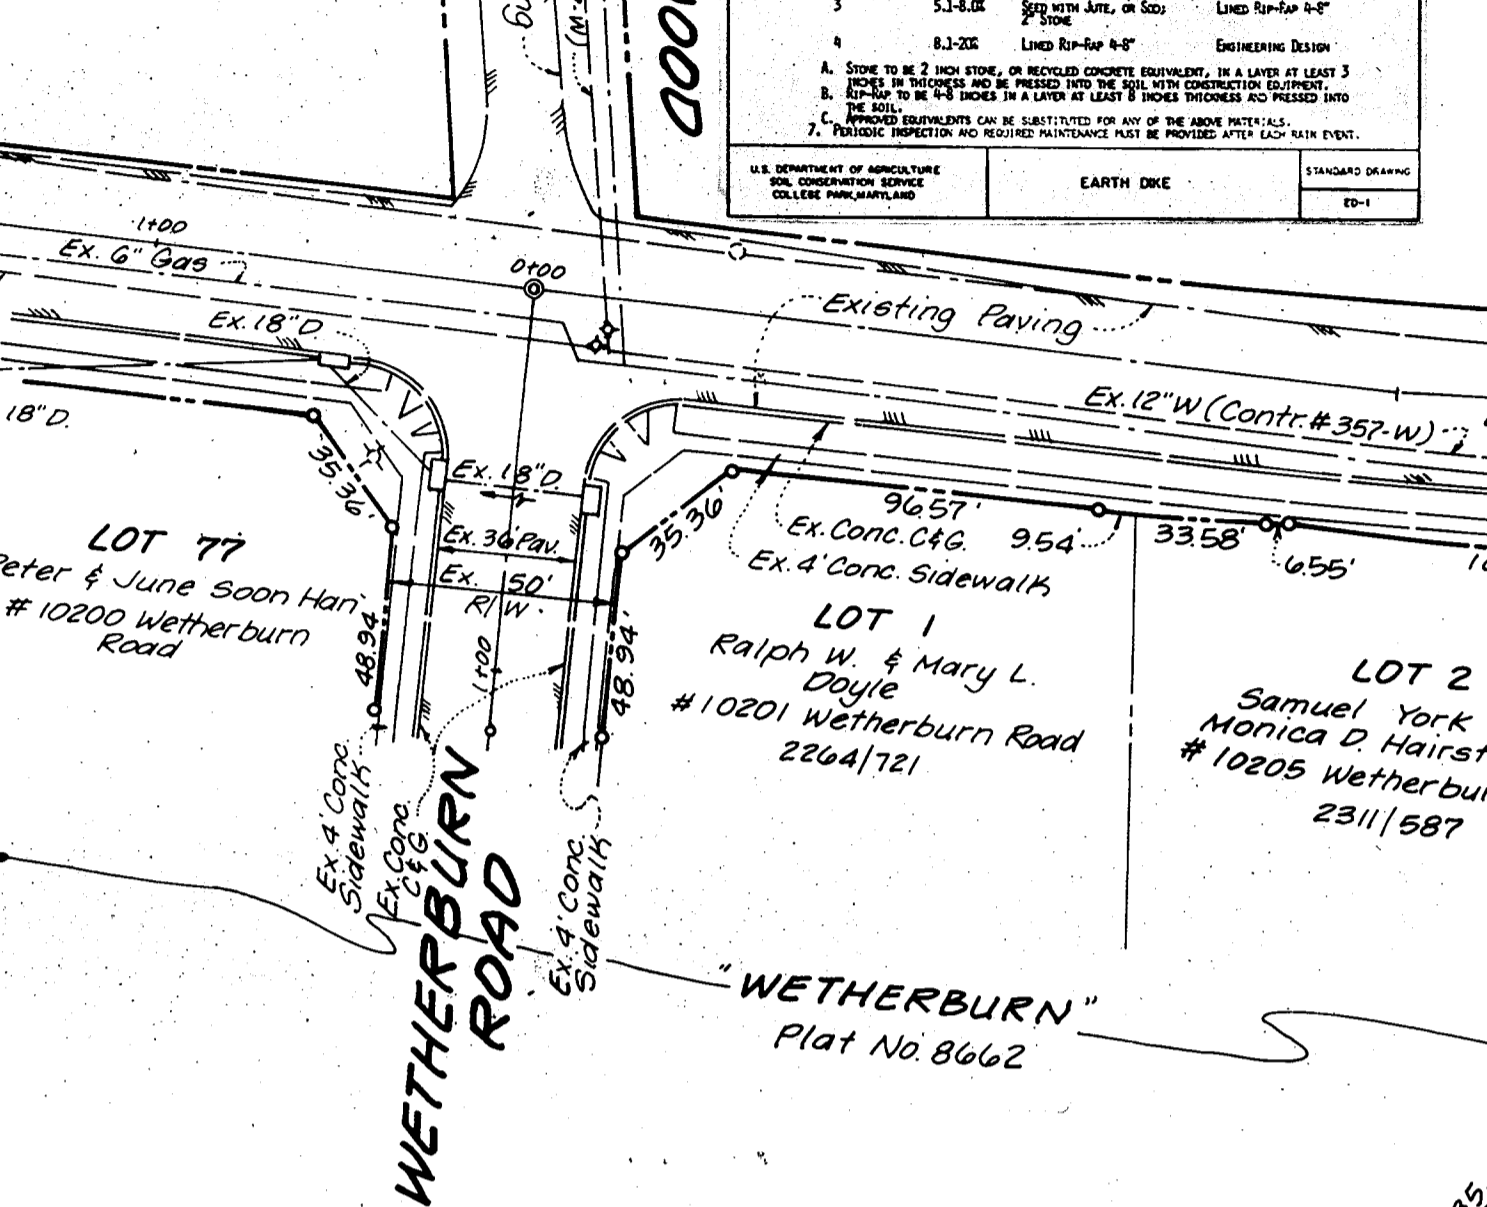 3 5.1-8.0% SEED WITH JUTE, OR SOD; LINED RIP-RAP 4-8"
2" STONE
4 8.1-20% LINED RIP-RAP 4-8" ENGINEERING DESIGN
A. STONE TO BE 2 INCH STONE, OR RECYCLED CONCRETE EQUIVALENT, IN A LAYER AT LEAST 3
INCHES IN THICKNESS AND BE PRESSED INTO THE SOIL WITH CONSTRUCTION EQUIPMENT.
B. RIP-RAP TO BE 4-8 INCHES IN A LAYER AT LEAST 8 INCHES THICKNESS AND PRESSED INTO
THE SOIL.
C. APPROVED EQUIVALENTS CAN BE SUBSTITUTED FOR ANY OF THE ABOVE MATERIALS.
7. PERIODIC INSPECTION AND REQUIRED MAINTENANCE MUST BE PROVIDED AFTER EACH RAIN EVENT.
U.S. DEPARTMENT OF AGRICULTURE
SOIL CONSERVATION SERVICE
COLLEGE PARK, MARYLAND
EARTH DIKE
STANDARD DRAWING
ED-1
1+00
Ex. 6" Gas
0+00
Ex. 18" D
Existing Paving
Ex. 12" W (Contr. # 357-W)
18" D.
35.36'
Ex. 18" D.
35.36'
96.57'
Ex. Conc. C&G.
9.54'
33.58'
6.55'
Ex. 4' Conc. Sidewalk
Ex. 36' Pav.
Ex. 50'
R/W
LOT 77
Peter & June Soon Han
# 10200 Wetherburn
Road
48.94'
1+00
48.94'
LOT 1
Ralph W. & Mary L.
Doyle
# 10201 Wetherburn Road
2264/721
LOT 2
Samuel York
Monica D. Hairst
# 10205 Wetherbu
2311/587
Ex. 4' Conc.
Sidewalk
Ex. Conc.
C&G.
WETHERBURN
ROAD
Ex. 4' Conc.
Sidewalk
"WETHERBURN"
Plat No. 8662